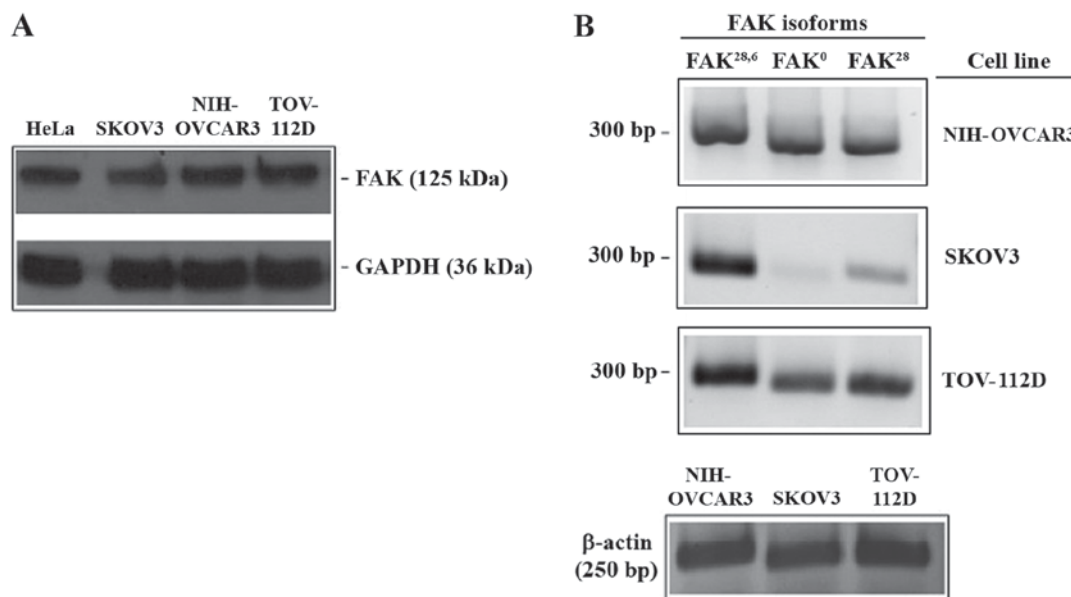 A
HeLa SKOV3 NIH-OVCAR3 TOV-112D
- FAK (125 kDa)
- GAPDH (36 kDa)
B
FAK isoforms
FAK²⁸,⁶ FAK⁰ FAK²⁸ Cell line
300 bp – NIH-OVCAR3
300 bp – SKOV3
300 bp – TOV-112D
NIH-OVCAR3 SKOV3 TOV-112D
β-actin
(250 bp)